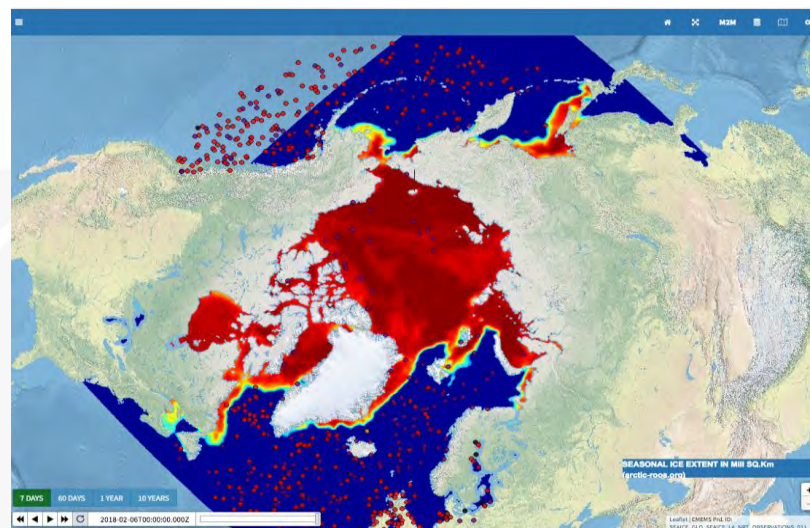 M2M
SEASONAL ICE EXTENT IN Mill SQ.Km
(arctic-roos.org)
7 DAYS 60 DAYS 1 YEAR 10 YEARS
2018-02-06T00:00:00.000Z
Leaflet | CMEMS PnL ID: